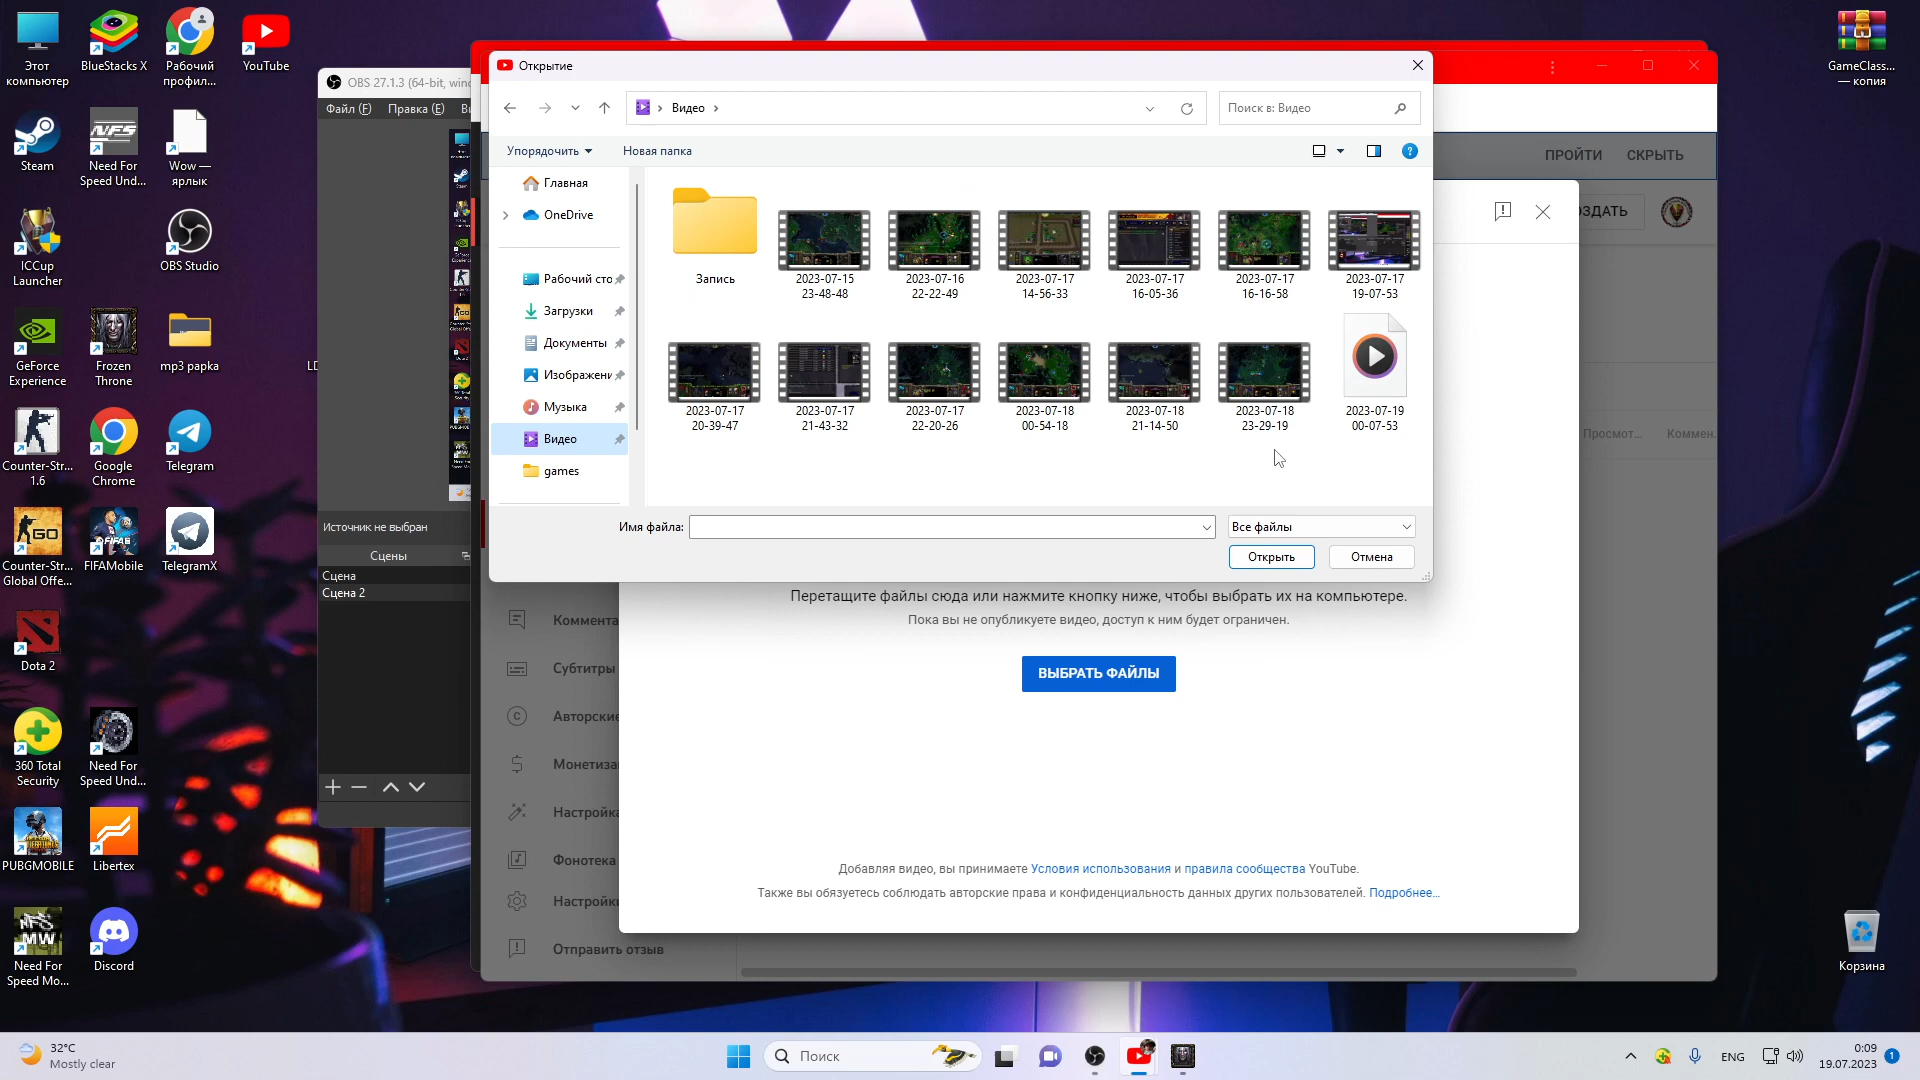 Этот
компьютер
BlueStacks X
Рабочий
профил...
YouTube
GameClass...
— копия
Steam
Need For
Speed Und...
Wow —
ярлык
ICCup
Launcher
OBS Studio
GeForce
Experience
Frozen
Throne
mp3 papka
LD
Counter-Str...
1.6
Google
Chrome
Telegram
Counter-Str...
Global Offe...
FIFAMobile
TelegramX
Dota 2
360 Total
Security
Need For
Speed Und...
PUBGMOBILE
Libertex
Need For
Speed Mo...
Discord
Корзина
OBS 27.1.3 (64-bit, win
Файл (F)
Правка (E)
Источник не выбран
Сцены
Сцена
Сцена 2
Открытие
Видео
Поиск в: Видео
Упорядочить
Новая папка
Главная
OneDrive
Рабочий сто
Загрузки
Документы
Изображени
Музыка
Видео
games
Запись
2023-07-15
23-48-48
2023-07-16
22-22-49
2023-07-17
14-56-33
2023-07-17
16-05-36
2023-07-17
16-16-58
2023-07-17
19-07-53
2023-07-17
20-39-47
2023-07-17
21-43-32
2023-07-17
22-20-26
2023-07-18
00-54-18
2023-07-18
21-14-50
2023-07-18
23-29-19
2023-07-19
00-07-53
Имя файла:
Все файлы
Открыть
Отмена
ПРОЙТИ
СКРЫТЬ
ОЗДАТЬ
Просмот...
Коммен.
Перетащите файлы сюда или нажмите кнопку ниже, чтобы выбрать их на компьютере.
Пока вы не опубликуете видео, доступ к ним будет ограничен.
ВЫБРАТЬ ФАЙЛЫ
Коммента
Субтитры
Авторские
Монетиза
Настройка
Фонотека
Настройки
Отправить отзыв
Добавляя видео, вы принимаете Условия использования и правила сообщества YouTube.
Также вы обязуетесь соблюдать авторские права и конфиденциальность данных других пользователей. Подробнее...
32°C
Mostly clear
Поиск
ENG
0:09
19.07.2023
1